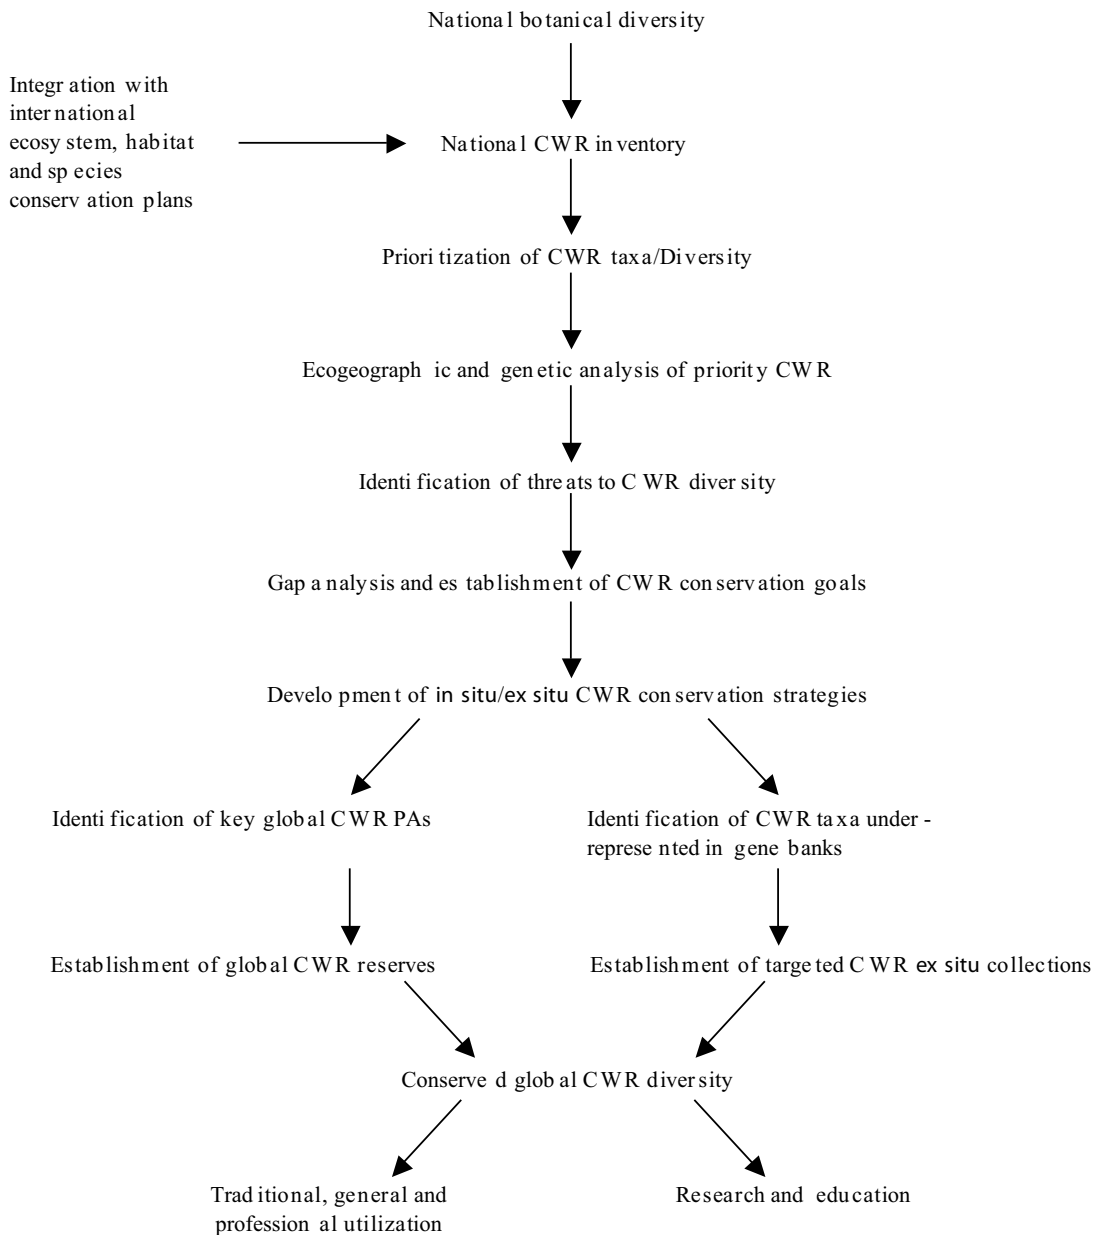 National botanical diversity
Integration with
international
ecosystem, habitat
and species
conservation plans
National CWR inventory
Prioritization of CWR taxa/Diversity
Ecogeographic and genetic analysis of priority CWR
Identification of threats to CWR diversity
Gap analysis and establishment of CWR conservation goals
Development of in situ/ex situ CWR conservation strategies
Identification of key global CWR PAs
Identification of CWR taxa under-
represented in gene banks
Establishment of global CWR reserves
Establishment of targeted CWR ex situ collections
Conserved global CWR diversity
Traditional, general and
professional utilization
Research and education